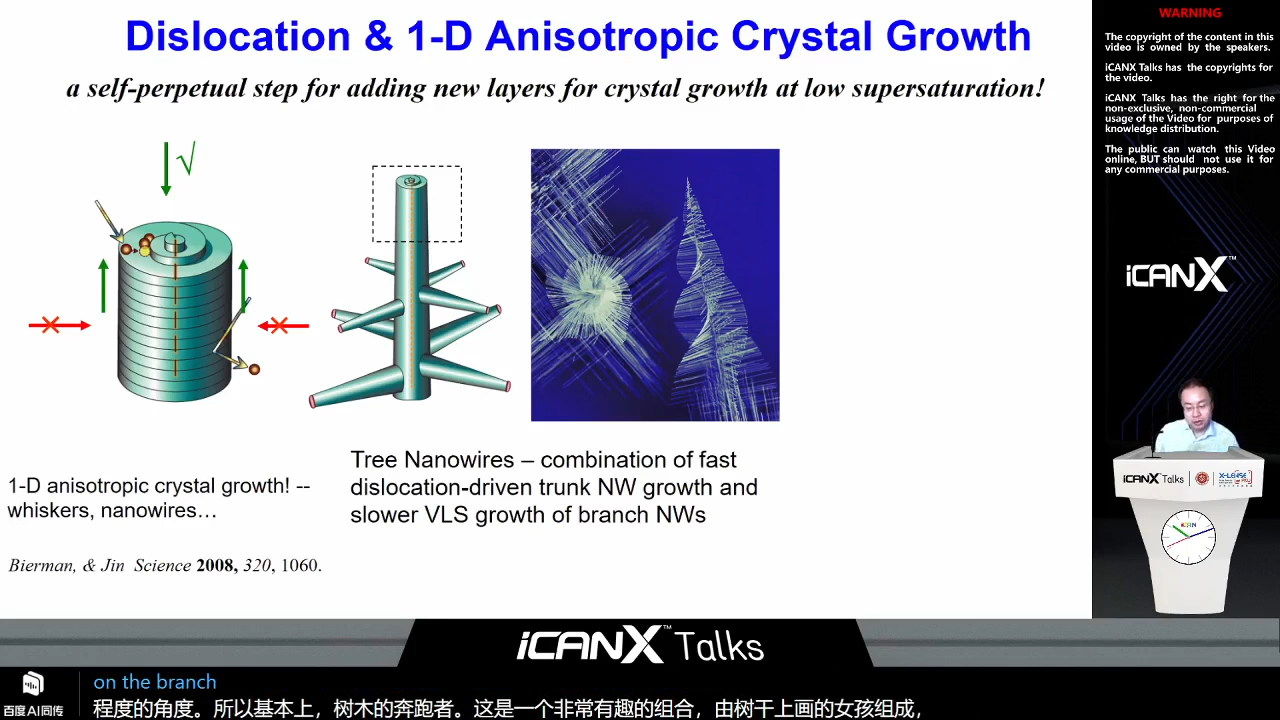 Dislocation & 1-D Anisotropic Crystal Growth
a self-perpetual step for adding new layers for crystal growth at low supersaturation!
√
1-D anisotropic crystal growth! --
whiskers, nanowires…
Tree Nanowires – combination of fast
dislocation-driven trunk NW growth and
slower VLS growth of branch NWs
Bierman, & Jin Science 2008, 320, 1060.
WARNING
The copyright of the content in this
video is owned by the speakers.
iCANX Talks has the copyrights for
the video.
iCANX Talks has the right for the
non-exclusive, non-commercial
usage of the Video for purposes of
knowledge distribution.
The public can watch this Video
online, BUT should not use it for
any commercial purposes.
iCANX™
iCANX Talks
X-LENSE
iCANX™ Talks
百度AI同传
on the branch
程度的角度。所以基本上，树木的奔跑者。这是一个非常有趣的组合，由树干上画的女孩组成，